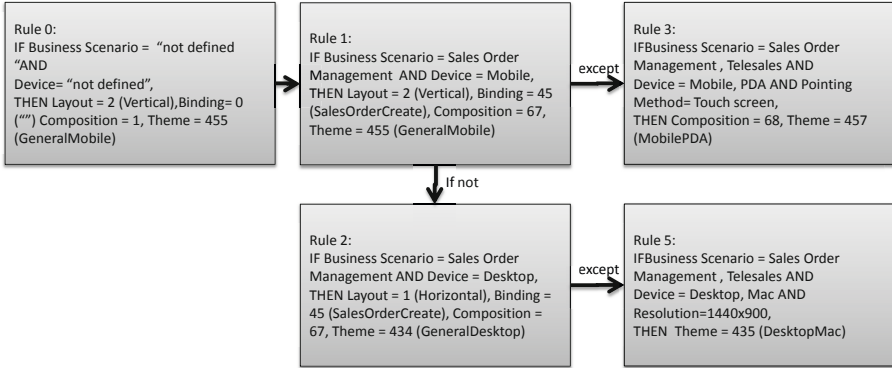 Rule 0:
IF Business Scenario = “not defined
“AND
Device= “not defined”,
THEN Layout = 2 (Vertical),Binding= 0
(“”) Composition = 1, Theme = 455
(GeneralMobile)
Rule 1:
IF Business Scenario = Sales Order
Management AND Device = Mobile,
THEN Layout = 2 (Vertical), Binding = 45
(SalesOrderCreate), Composition = 67,
Theme = 455 (GeneralMobile)
except
Rule 3:
IFBusiness Scenario = Sales Order
Management , Telesales AND
Device = Mobile, PDA AND Pointing
Method= Touch screen,
THEN Composition = 68, Theme = 457
(MobilePDA)
If not
Rule 2:
IF Business Scenario = Sales Order
Management AND Device = Desktop,
THEN Layout = 1 (Horizontal), Binding =
45 (SalesOrderCreate), Composition =
67, Theme = 434 (GeneralDesktop)
except
Rule 5:
IFBusiness Scenario = Sales Order
Management , Telesales AND
Device = Desktop, Mac AND
Resolution=1440x900,
THEN Theme = 435 (DesktopMac)